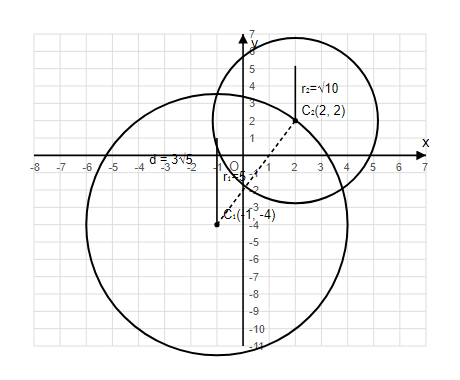 7
y
6
5
4
3
2
1
r₂=√10
C₂(2, 2)
x
d = 3√5
O
-8 -7 -6 -5 -4 -3 -2 -1 1 2 3 4 5 6 7
r₁=5
-1
-2
-3
C₁(-1, -4)
-4
-5
-6
-7
-8
-9
-10
-11